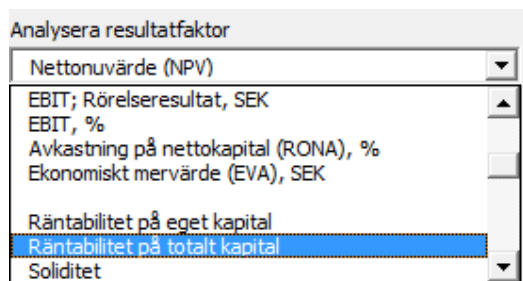 Analysera resultatfaktor
Nettonuvärde (NPV)
EBIT; Rörelseresultat, SEK
EBIT, %
Avkastning på nettokapital (RONA), %
Ekonomiskt mervärde (EVA), SEK
Räntabilitet på eget kapital
Räntabilitet på totalt kapital
Soliditet